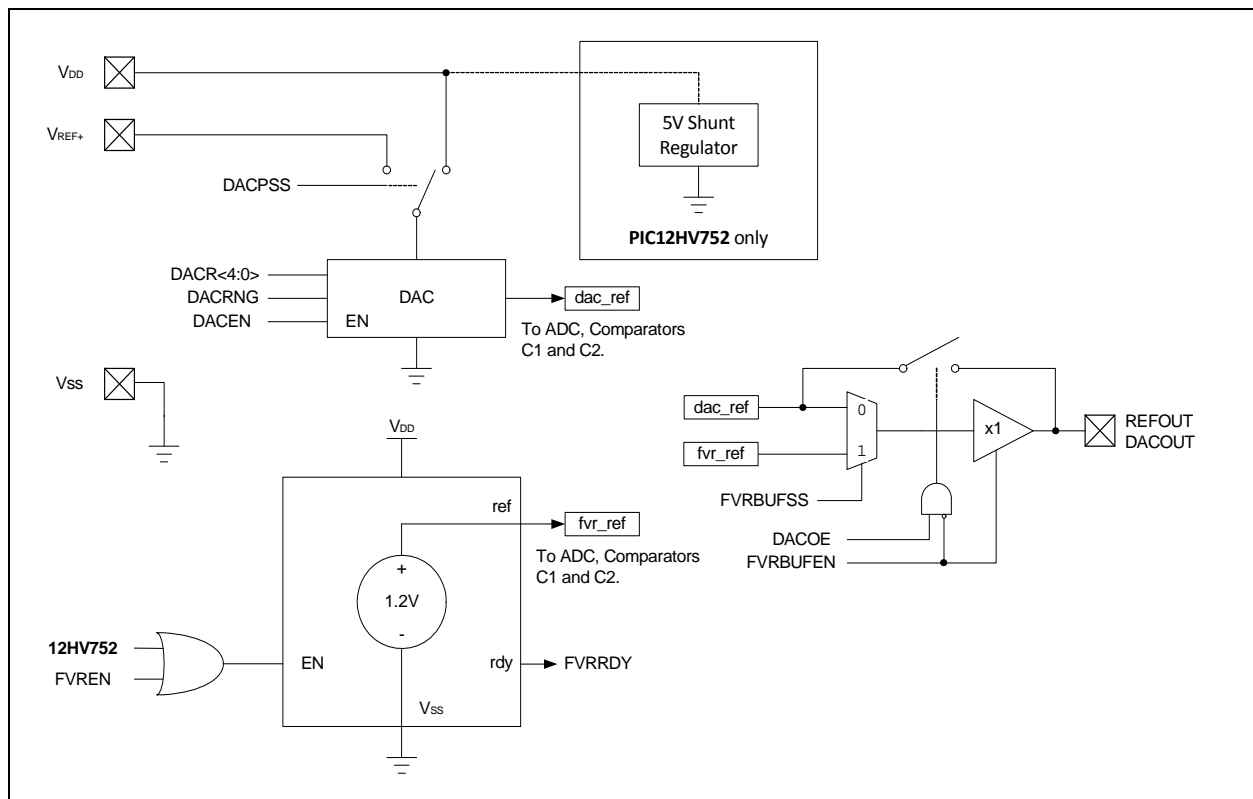 VDD
VREF+
DACPSS
5V Shunt
Regulator
PIC12HV752 only
DACR<4:0>
DACRNG
DACEN
EN
DAC
dac_ref
To ADC, Comparators
C1 and C2.
VSS
VDD
ref
fvr_ref
To ADC, Comparators
C1 and C2.
+
1.2V
-
12HV752
FVREN
EN
rdy
FVRRDY
VSS
dac_ref
0
fvr_ref
1
x1
REFOUT
DACOUT
FVRBUFSS
DACOE
FVRBUFEN